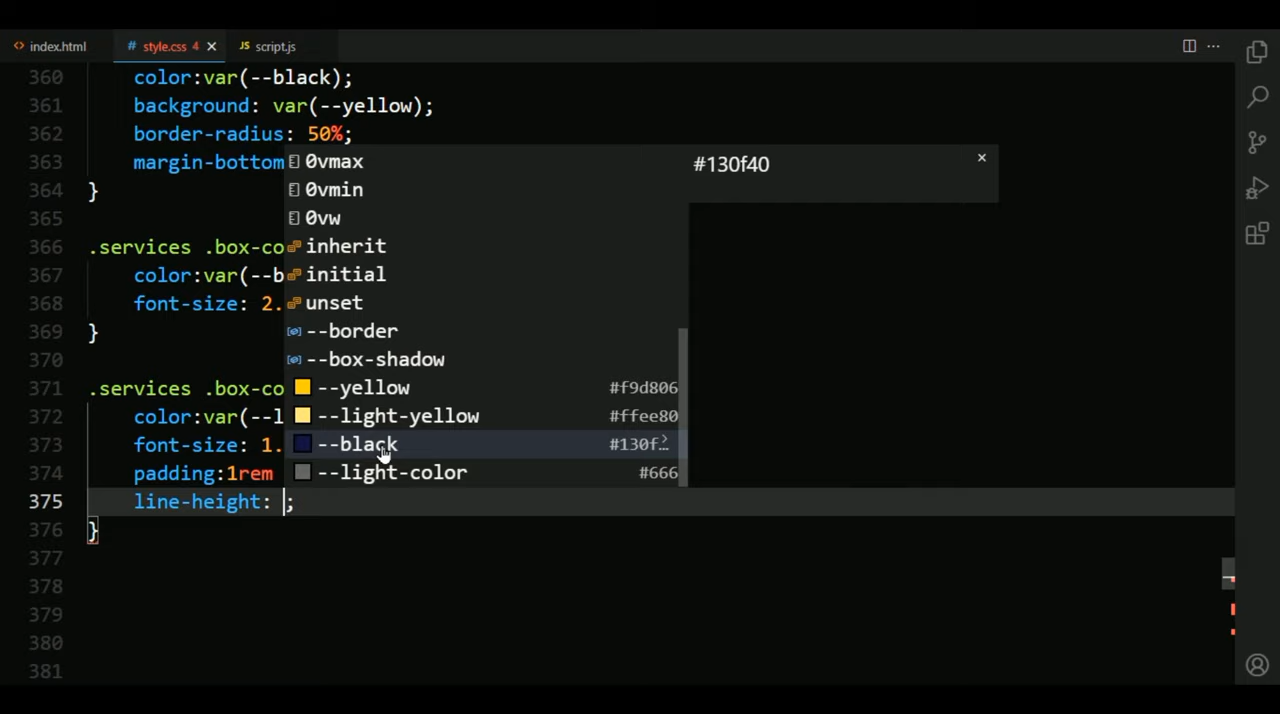 index.html
# style.css 4
JS script.js
360 color:var(--black);
361 background: var(--yellow);
362 border-radius: 50%;
363 margin-bottom
364 }
365
366 .services .box-co
367 color:var(--b
368 font-size: 2.
369 }
370
371 .services .box-co
372 color:var(--l
373 font-size: 1.
374 padding:1rem
375 line-height: ;
376 }
377
378
379
380
381
0vmax
0vmin
0vw
inherit
initial
unset
--border
--box-shadow
--yellow #f9d806
--light-yellow #ffee80
--black #130f…
--light-color #666
#130f40